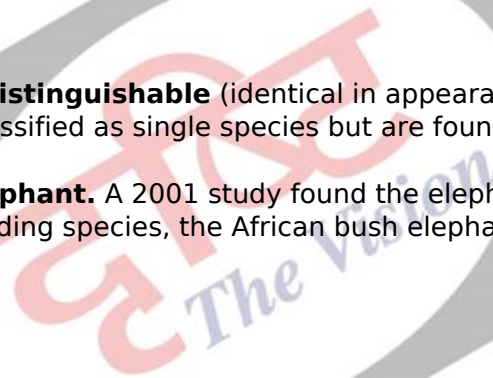 istinguishable (identical in appeara
ssified as single species but are foun
phant. A 2001 study found the eleph
ding species, the African bush elepha
दृष्टि
The Vision